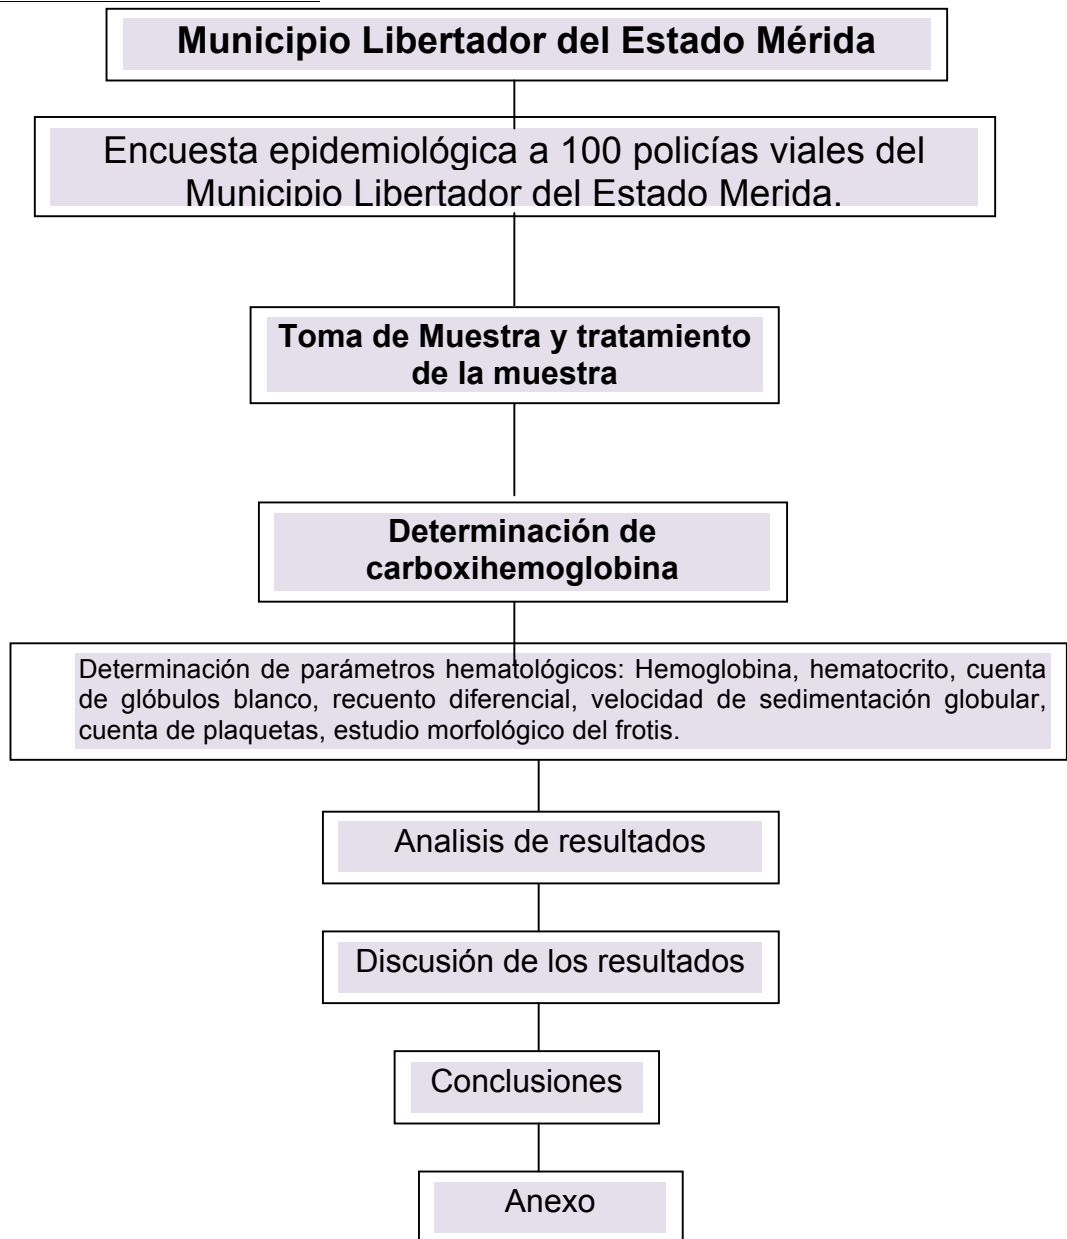 Municipio Libertador del Estado Mérida
Encuesta epidemiológica a 100 policías viales del
Municipio Libertador del Estado Merida.
Toma de Muestra y tratamiento
de la muestra
Determinación de
carboxihemoglobina
Determinación de parámetros hematológicos: Hemoglobina, hematocrito, cuenta
de glóbulos blanco, recuento diferencial, velocidad de sedimentación globular,
cuenta de plaquetas, estudio morfológico del frotis.
Analisis de resultados
Discusión de los resultados
Conclusiones
Anexo